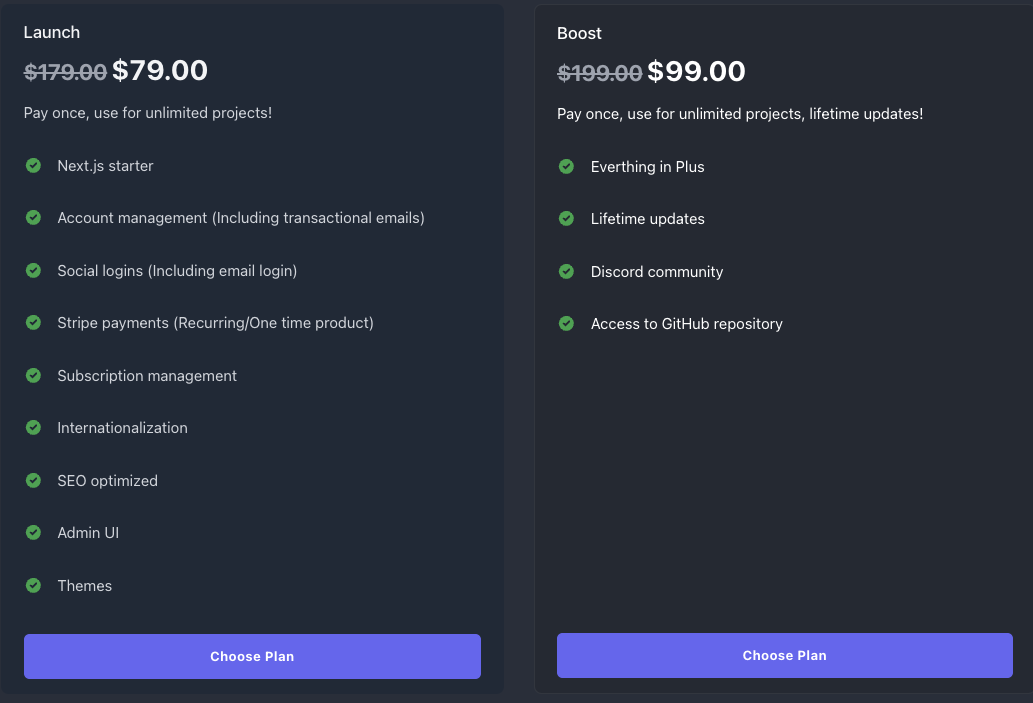 Launch
$179.00 $79.00
Pay once, use for unlimited projects!
Next.js starter
Account management (Including transactional emails)
Social logins (Including email login)
Stripe payments (Recurring/One time product)
Subscription management
Internationalization
SEO optimized
Admin UI
Themes
Choose Plan
Boost
$199.00 $99.00
Pay once, use for unlimited projects, lifetime updates!
Everthing in Plus
Lifetime updates
Discord community
Access to GitHub repository
Choose Plan